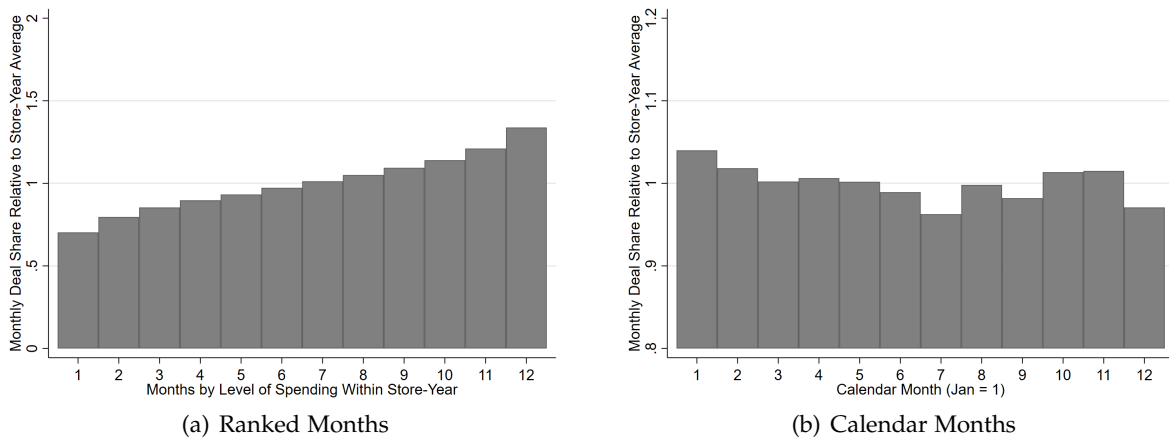 Monthly Deal Share Relative to Store-Year Average
2
1.5
1
.5
0
1 2 3 4 5 6 7 8 9 10 11 12
Months by Level of Spending Within Store-Year
(a) Ranked Months
Monthly Deal Share Relative to Store-Year Average
1.2
1.1
1
.9
.8
1 2 3 4 5 6 7 8 9 10 11 12
Calendar Month (Jan = 1)
(b) Calendar Months